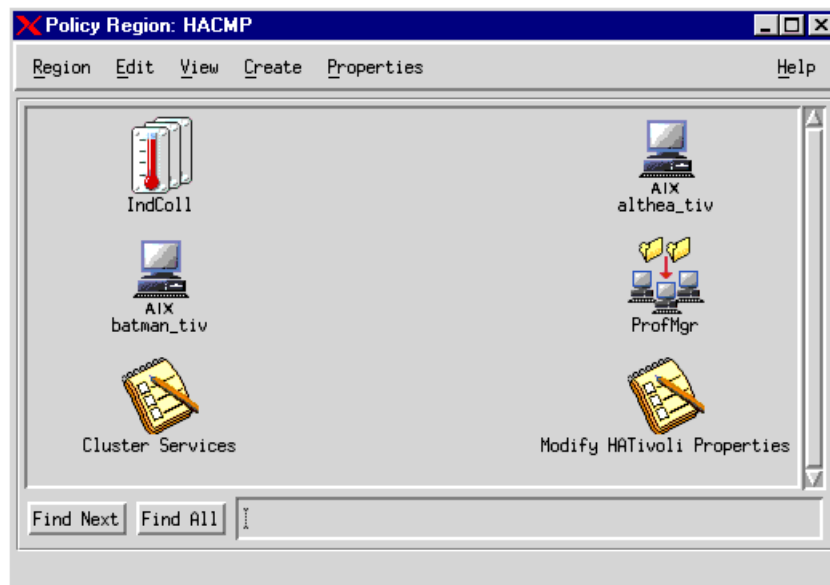 Policy Region: HACMP
Region Edit View Create Properties Help
IndColl
AIX
althea_tiv
AIX
batman_tiv
ProfMgr
Cluster Services
Modify HATivoli Properties
Find Next Find All